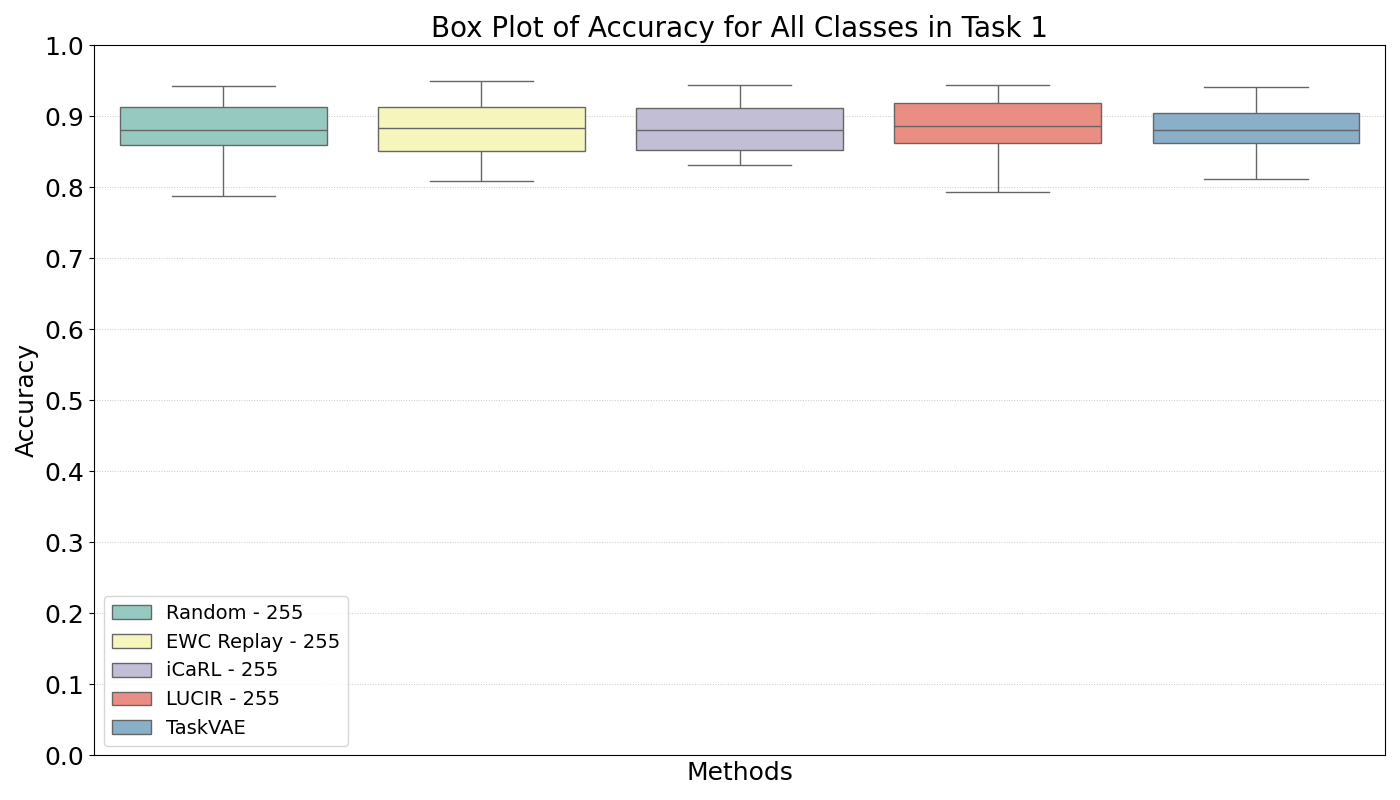 Box Plot of Accuracy for All Classes in Task 1
1.0
0.9
0.8
0.7
0.6
0.5
0.4
0.3
0.2
0.1
0.0
Accuracy
Random - 255
EWC Replay - 255
iCaRL - 255
LUCIR - 255
TaskVAE
Methods